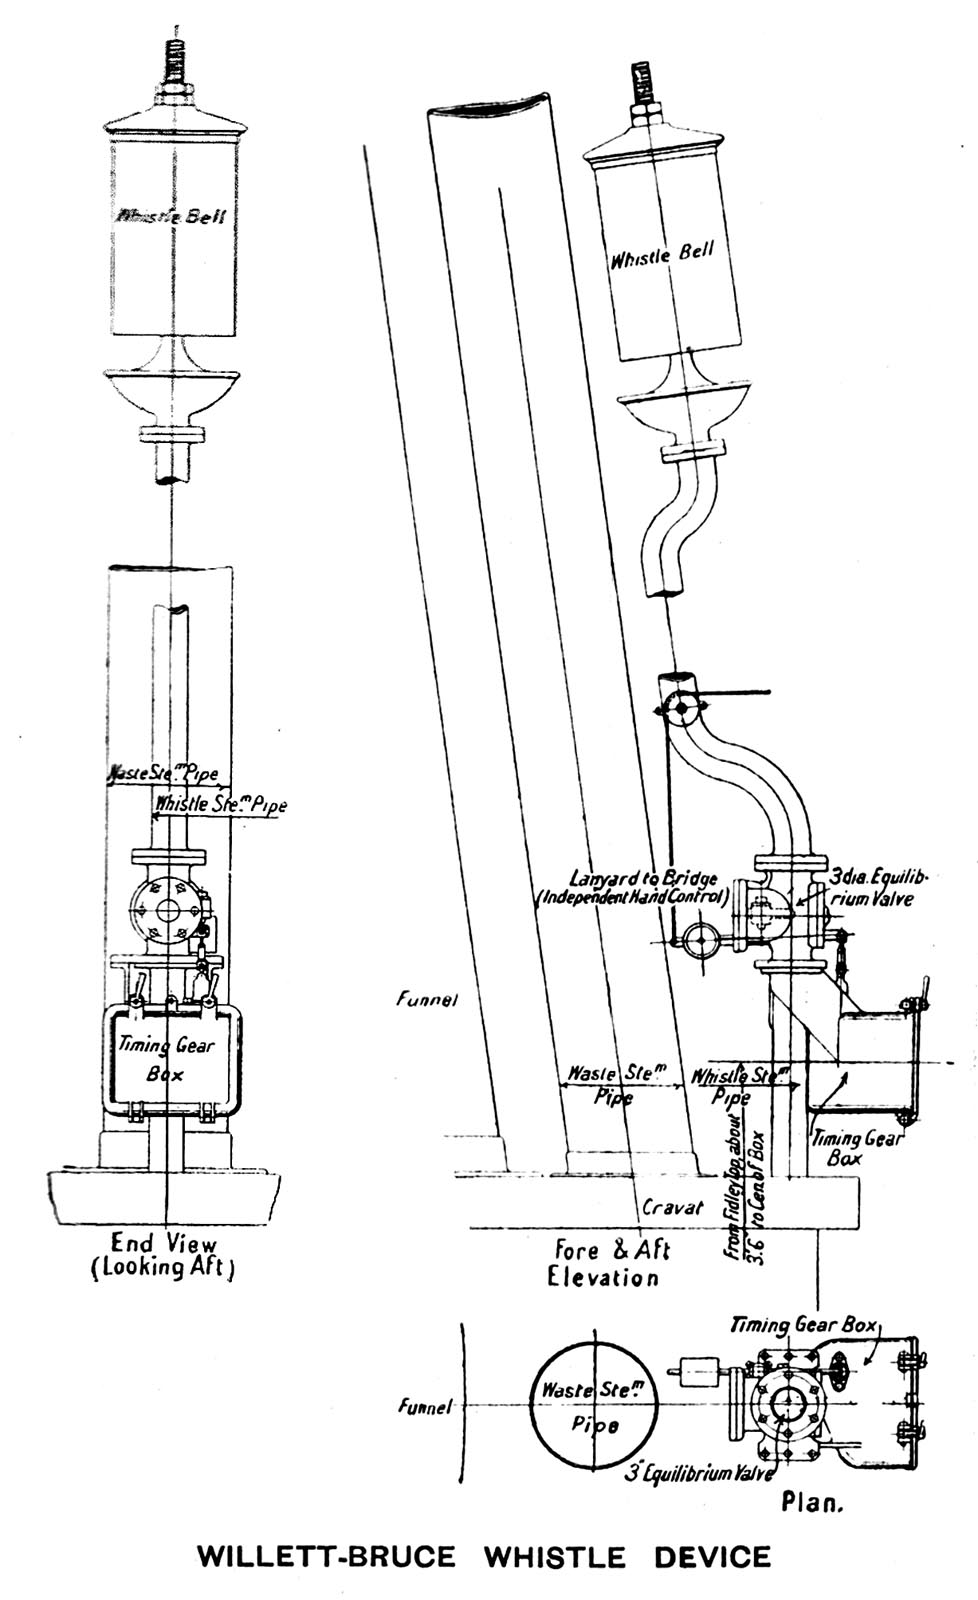 Whistle Bell
Waste Ste.m Pipe
Whistle Ste.m Pipe
Timing Gear
Box
End View
(Looking Aft)
Whistle Bell
Lanyard to Bridge
(Independent Hand Control)
3 dia. Equilib-
rium Valve
Funnel
Waste Ste.m
Pipe
Whistle Ste.m
Pipe
Timing Gear
Box
From Fidley Top, about
3'.6" to Cen. of Box
Cravat
Fore & Aft
Elevation
Timing Gear Box
Funnel
Waste Ste.m
Pipe
3" Equilibrium Valve
Plan.
WILLETT-BRUCE WHISTLE DEVICE